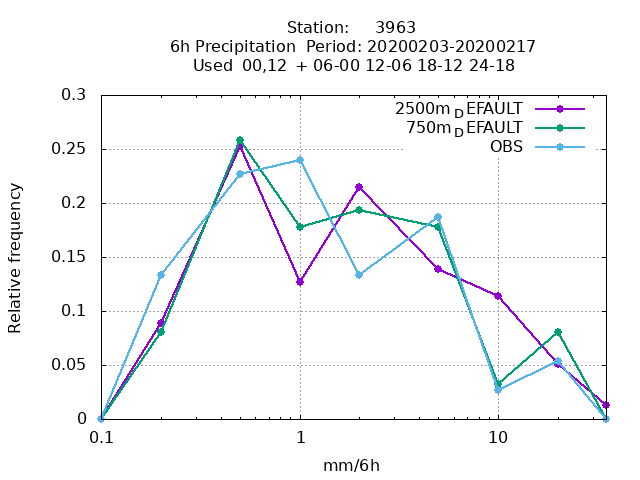 Station: 3963
6h Precipitation Period: 20200203-20200217
Used 00,12 + 06-00 12-06 18-12 24-18
0.3
0.25
0.2
0.15
0.1
0.05
0
Relative frequency
2500m_DEFAULT
750m_DEFAULT
OBS
0.1 1 10
mm/6h